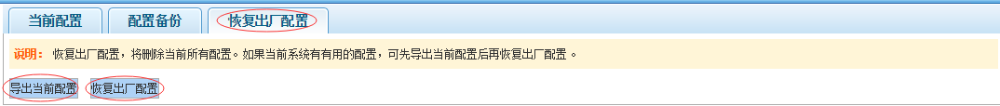 当前配置 配置备份 恢复出厂配置
说明： 恢复出厂配置，将删除当前所有配置。如果当前系统有有用的配置，可先导出当前配置后再恢复出厂配置 。
导出当前配置 恢复出厂配置